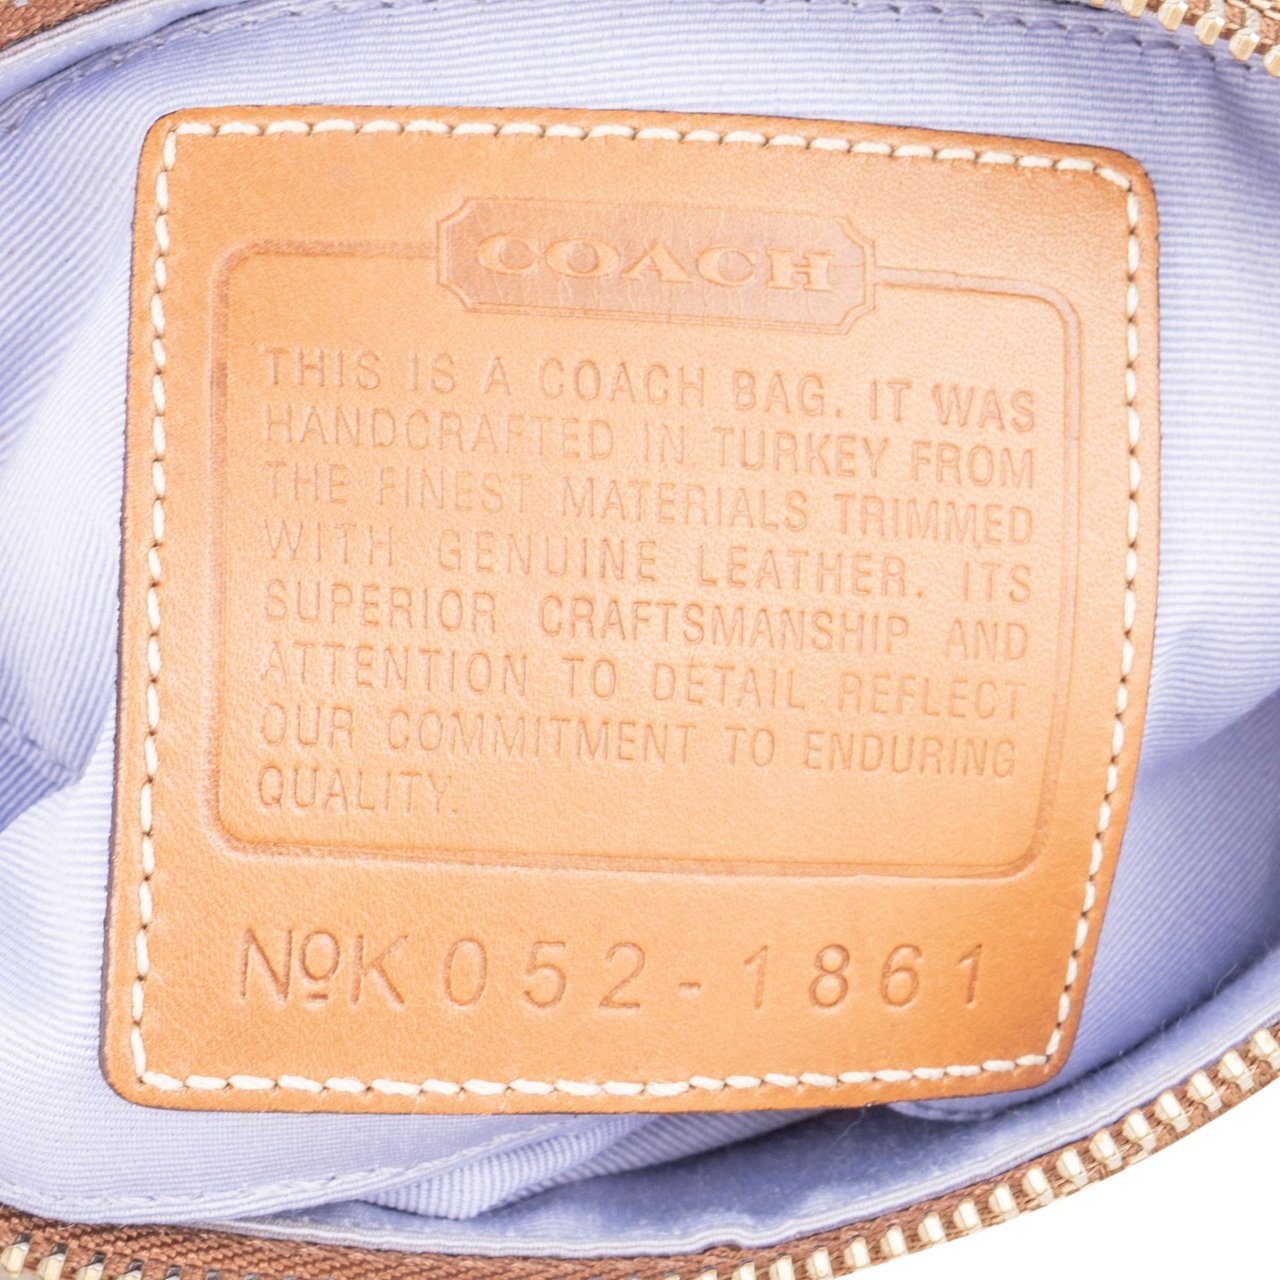 COACH
THIS IS A COACH BAG. IT WAS
HANDCRAFTED IN TURKEY FROM
THE FINEST MATERIALS TRIMMED
WITH GENUINE LEATHER. ITS
SUPERIOR CRAFTSMANSHIP AND
ATTENTION TO DETAIL REFLECT
OUR COMMITMENT TO ENDURING
QUALITY.
NºK052-1861